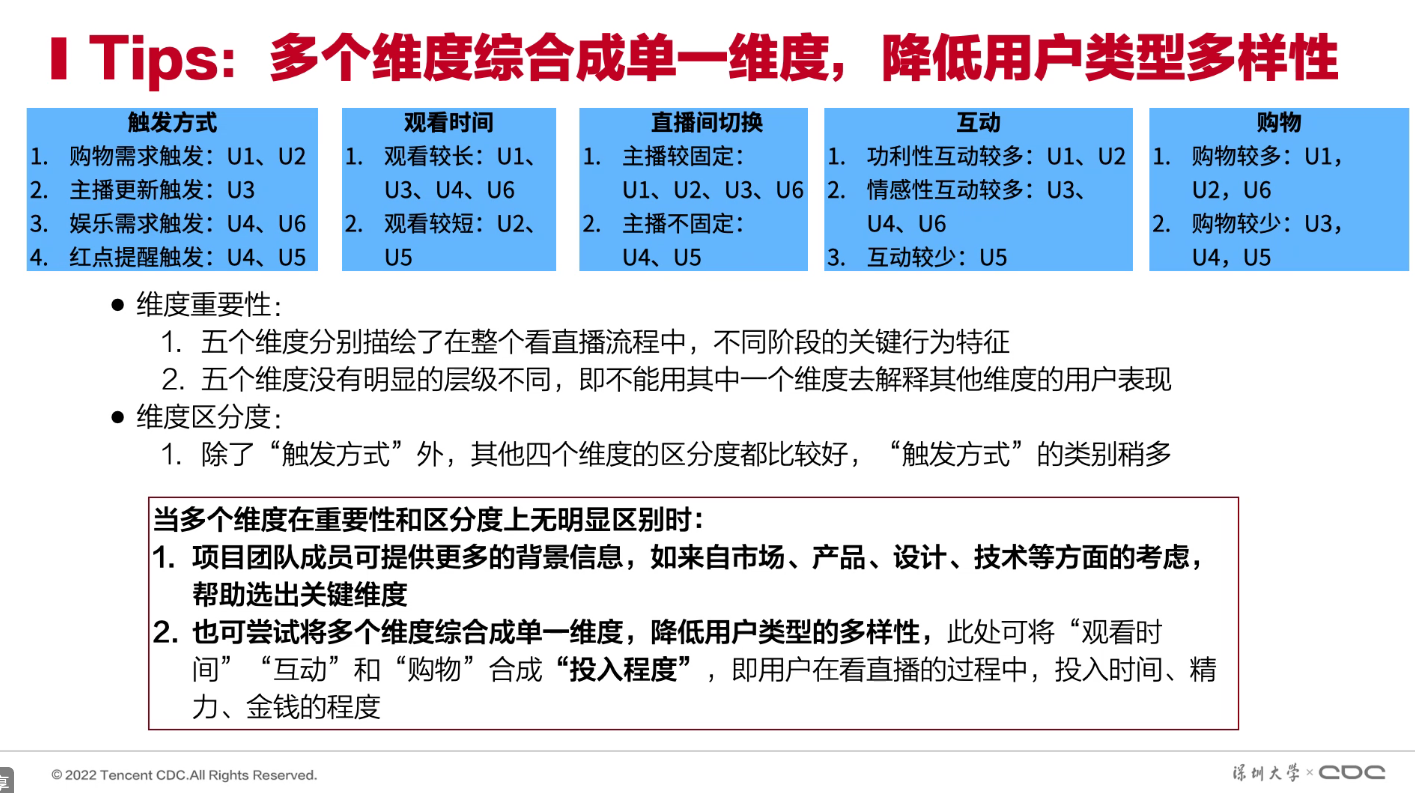 Tips：多个维度综合成单一维度，降低用户类型多样性
触发方式
1. 购物需求触发：U1、U2
2. 主播更新触发：U3
3. 娱乐需求触发：U4、U6
4. 红点提醒触发：U4、U5
观看时间
1. 观看较长：U1、
U3、U4、U6
2. 观看较短：U2、
U5
直播间切换
1. 主播较固定：
U1、U2、U3、U6
2. 主播不固定：
U4、U5
互动
1. 功利性互动较多：U1、U2
2. 情感性互动较多：U3、
U4、U6
3. 互动较少：U5
购物
1. 购物较多：U1，
U2，U6
2. 购物较少：U3，
U4，U5
● 维度重要性：
1. 五个维度分别描绘了在整个看直播流程中，不同阶段的关键行为特征
2. 五个维度没有明显的层级不同，即不能用其中一个维度去解释其他维度的用户表现
● 维度区分度：
1. 除了“触发方式”外，其他四个维度的区分度都比较好，“触发方式”的类别稍多
当多个维度在重要性和区分度上无明显区别时：
1. 项目团队成员可提供更多的背景信息，如来自市场、产品、设计、技术等方面的考虑，
帮助选出关键维度
2. 也可尝试将多个维度综合成单一维度，降低用户类型的多样性，此处可将“观看时
间”“互动”和“购物”合成“投入程度”，即用户在看直播的过程中，投入时间、精
力、金钱的程度
© 2022 Tencent CDC.All Rights Reserved.
深圳大学 × CDC
享